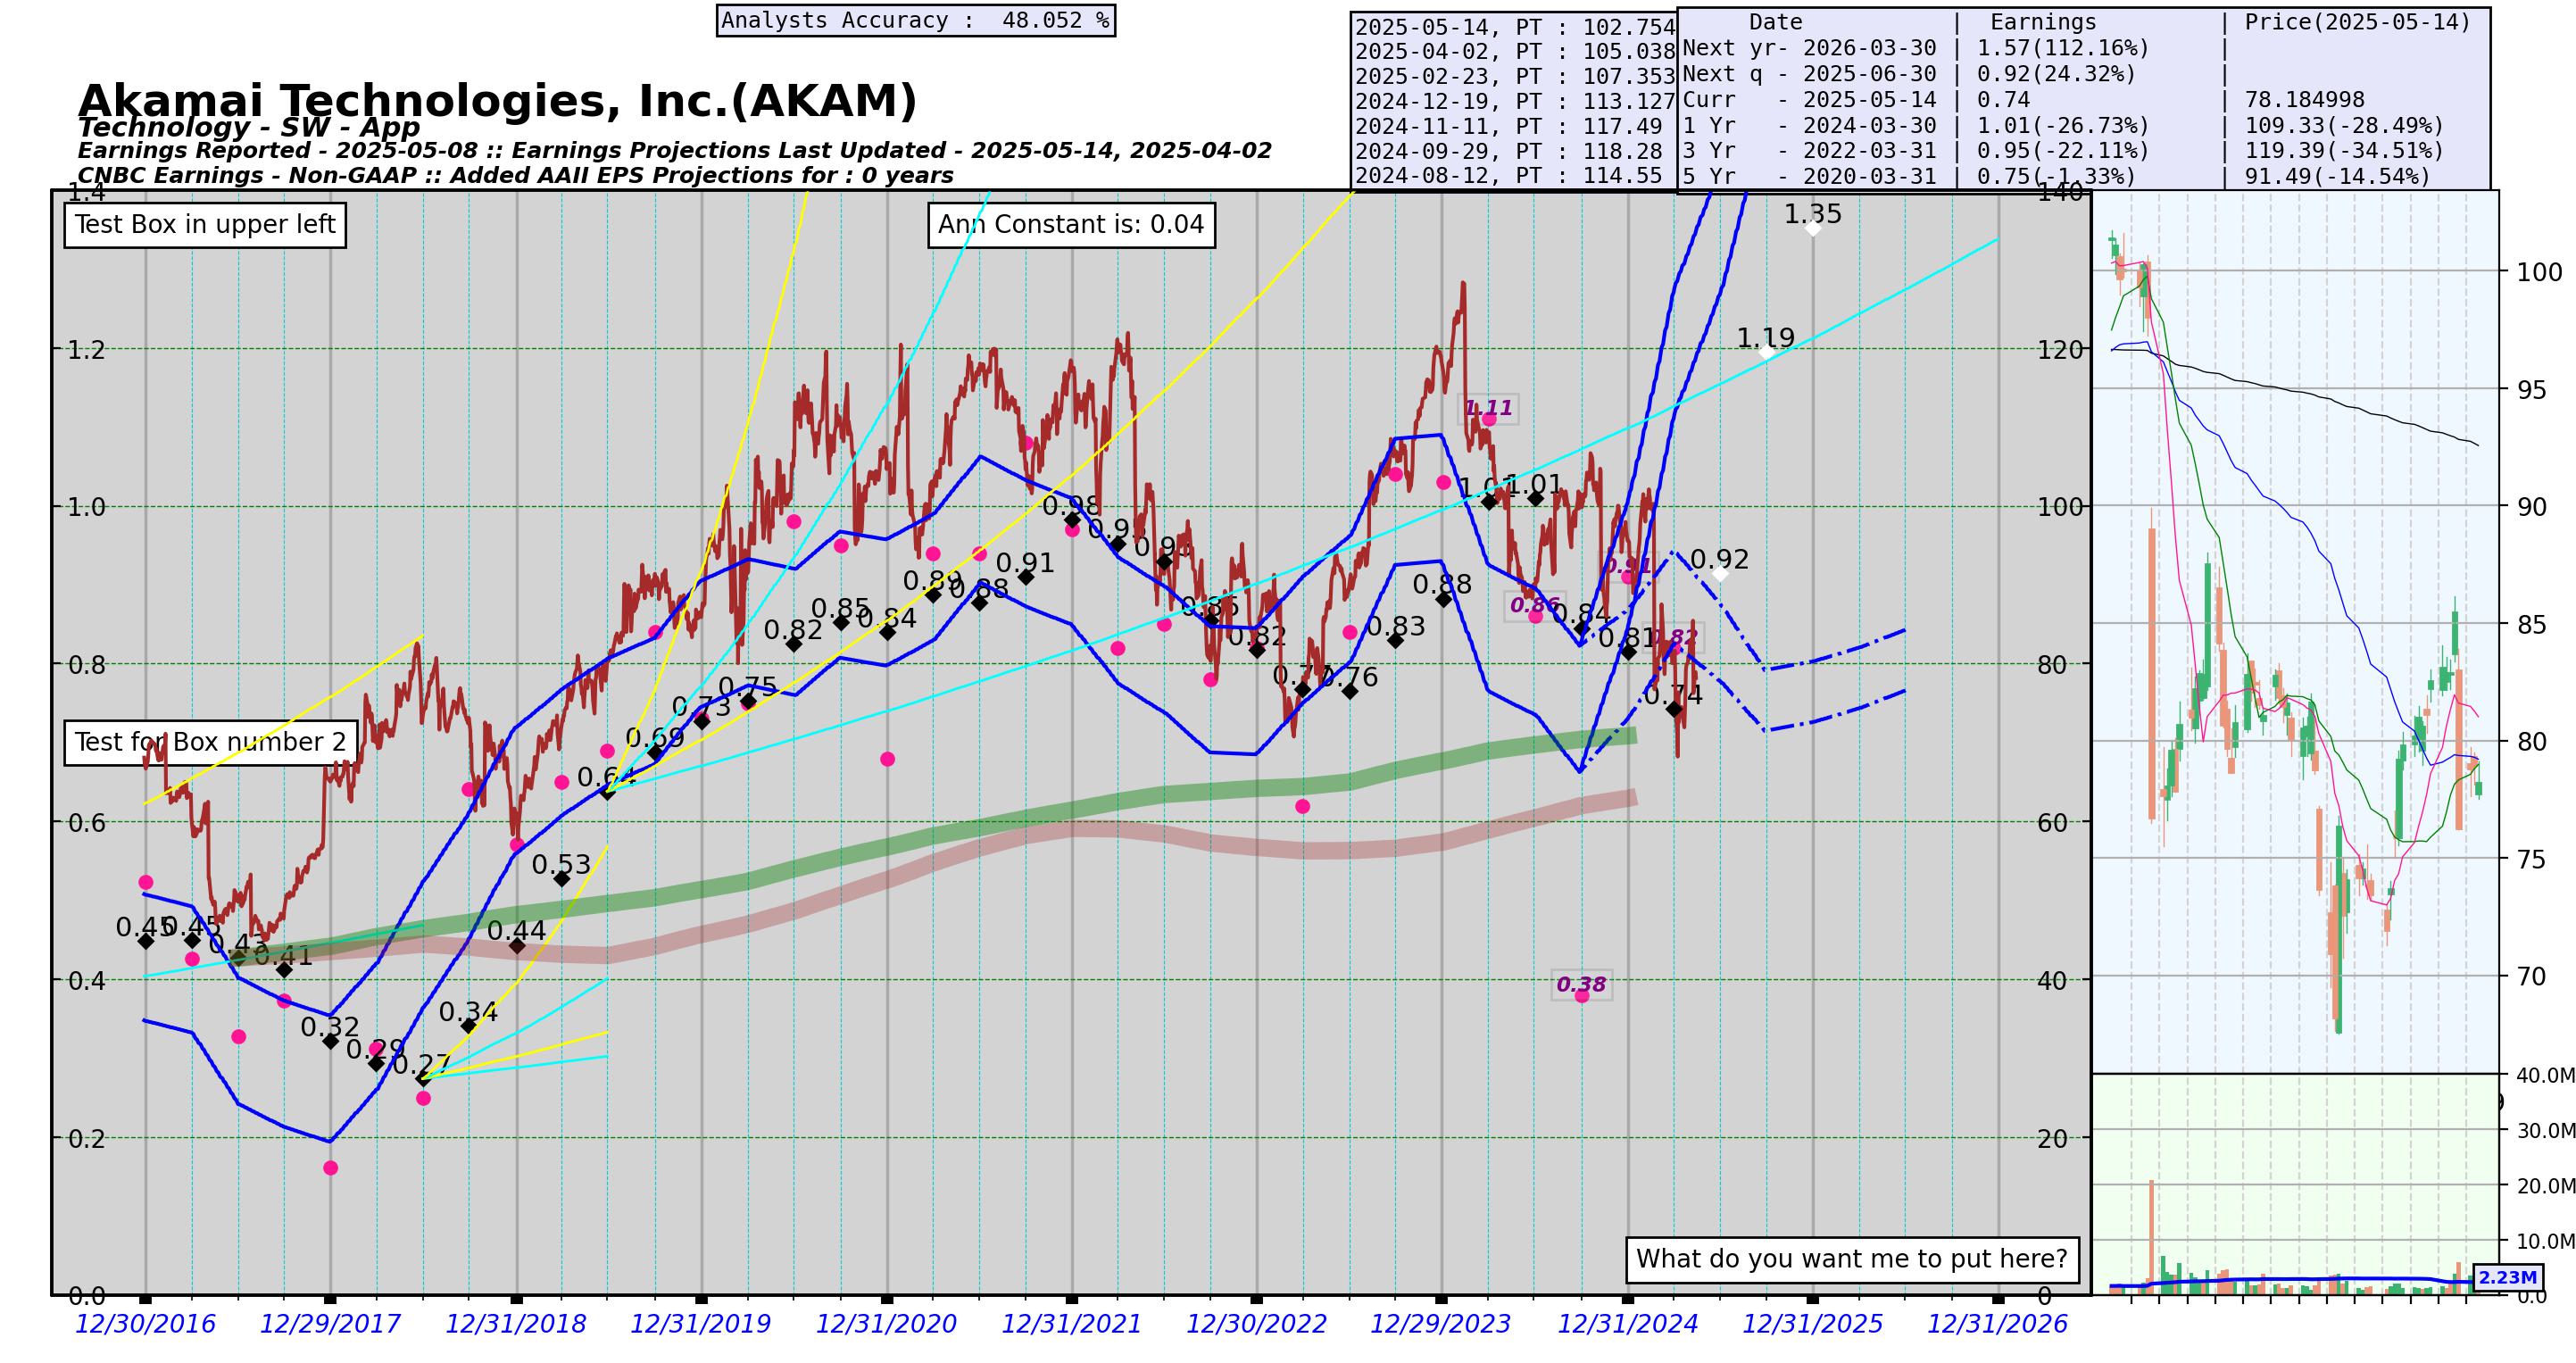 Analysts Accuracy :  48.052 %
Akamai Technologies, Inc.(AKAM)
Technology - SW - App
Earnings Reported - 2025-05-08 :: Earnings Projections Last Updated - 2025-05-14, 2025-04-02
CNBC Earnings - Non-GAAP :: Added AAII EPS Projections for : 0 years
2025-05-14, PT : 102.754
2025-04-02, PT : 105.038
2025-02-23, PT : 107.353
2024-12-19, PT : 113.127
2024-11-11, PT : 117.49
2024-09-29, PT : 118.28
2024-08-12, PT : 114.55
Date | Earnings | Price(2025-05-14)
Next yr- 2026-03-30 | 1.57(112.16%) |
Next q - 2025-06-30 | 0.92(24.32%) |
Curr - 2025-05-14 | 0.74 | 78.184998
1 Yr - 2024-03-30 | 1.01(-26.73%) | 109.33(-28.49%)
3 Yr - 2022-03-31 | 0.95(-22.11%) | 119.39(-34.51%)
5 Yr - 2020-03-31 | 0.75(-1.33%) | 91.49(-14.54%)
Test Box in upper left
Ann Constant is: 0.04
Test for Box number 2
What do you want me to put here?
1.4
1.2
1.0
0.8
0.6
0.4
0.2
0.0
0.45
0.45
0.43
0.41
0.32
0.29
0.27
0.34
0.44
0.53
0.64
0.69
0.73
0.75
0.82
0.85
0.84
0.89
0.88
0.91
0.98
0.95
0.93
0.86
0.82
0.77
0.76
0.83
0.88
1.01
1.01
0.84
0.81
0.74
0.92
1.19
1.35
1.11
0.86
0.38
0.91
0.82
140
120
100
80
60
40
20
0
100
95
90
85
80
75
70
40.0M
30.0M
20.0M
10.0M
2.23M
0.0
12/30/2016
12/29/2017
12/31/2018
12/31/2019
12/31/2020
12/31/2021
12/30/2022
12/29/2023
12/31/2024
12/31/2025
12/31/2026